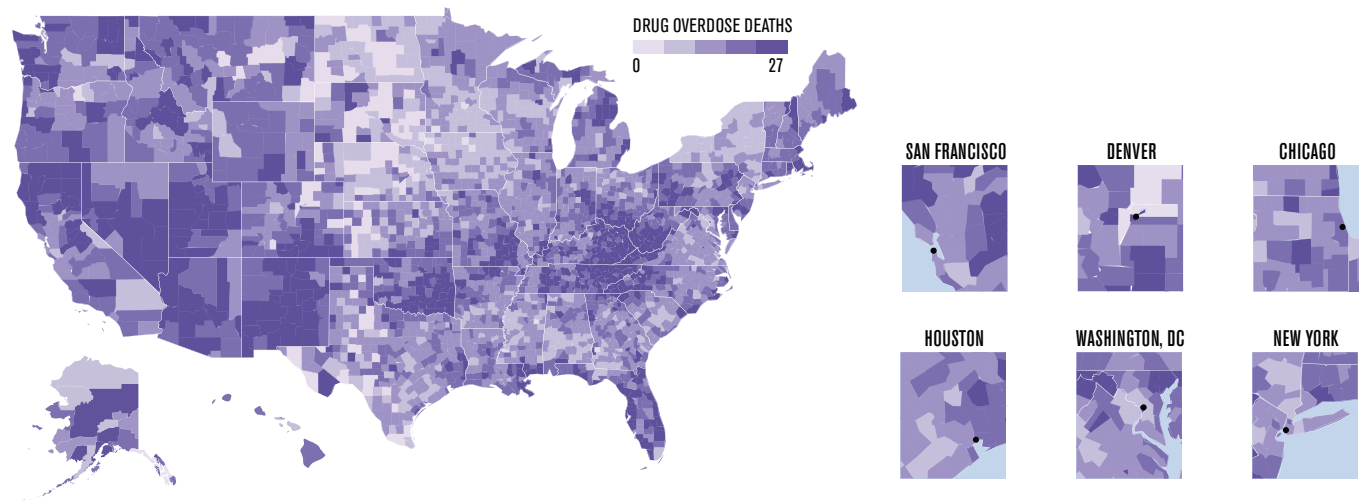 DRUG OVERDOSE DEATHS
0 27
SAN FRANCISCO DENVER CHICAGO
HOUSTON WASHINGTON, DC NEW YORK